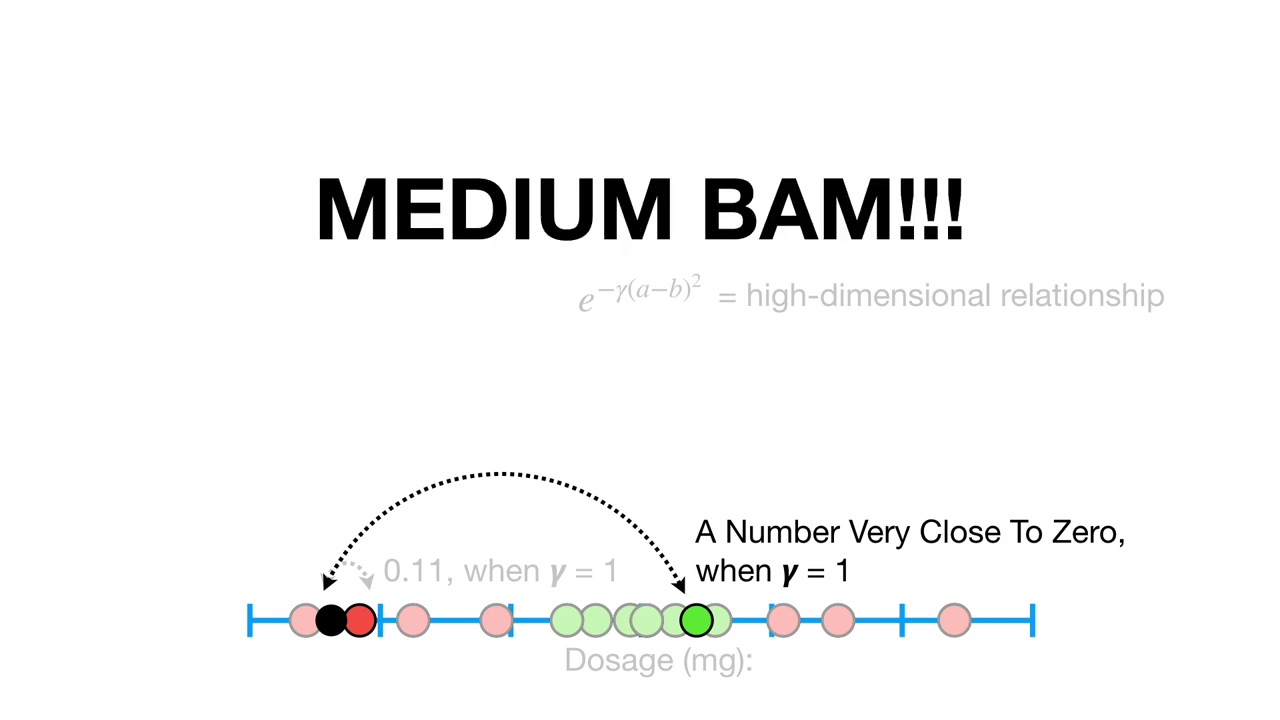 MEDIUM BAM!!!
e^{-γ(a-b)^2} = high-dimensional relationship
A Number Very Close To Zero,
when γ = 1
0.11, when γ = 1
Dosage (mg):